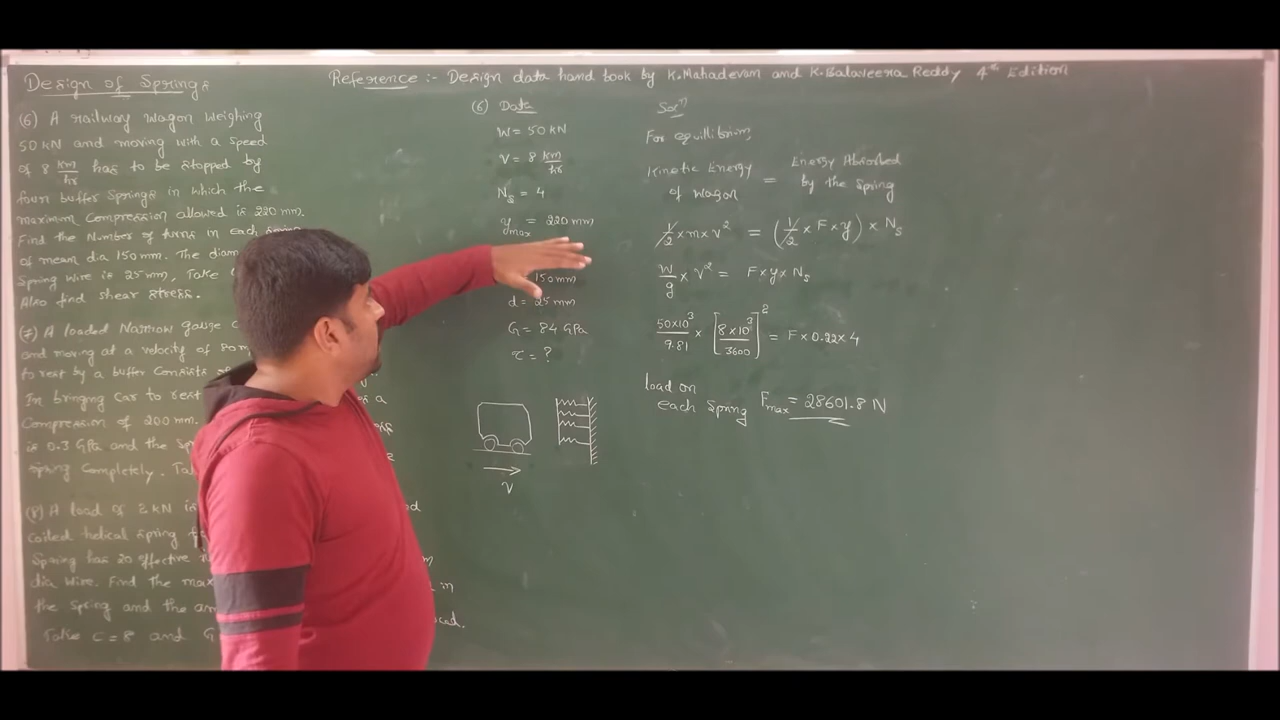 Design of Springs
Reference :- Design data hand book by K.Mahadevan and K.Balaveera Reddy 4th Edition
(6) A railway wagon weighing
50 kN and moving with a speed
of 8 km/hr has to be stopped by
four buffer springs in which the
maximum compression allowed is 220 mm.
Find the Number of turns in each spring
of mean dia 150 mm. The diam
spring wire is 25 mm, Take
Also find shear stress.
(7) A loaded Narrow gauge
and moving at a velocity of
to rest by a buffer consists of
In bringing car to rest
Compression of 200 mm.
is 0.3 GPa and the
spring completely.
(8) A load of 2 kN is
coiled helical spring
Spring has 20 effective
dia wire. Find the max in
the spring and the
Take C = 8 and G
(6) Data
W = 50 kN
V = 8 km/hr
Ns = 4
ymax = 220 mm
150 mm
d = 25 mm
G = 84 GPa
τ = ?
V
Sol^n
For equilibrium,
Kinetic Energy of Wagon = Energy Absorbed by the Spring
1/2 × m × v² = (1/2 × F × y) × Ns
W/g × V² = F × y × Ns
50×10³/9.81 × [8×10³/3600]² = F × 0.22 × 4
load on
each spring Fmax = 28601.8 N